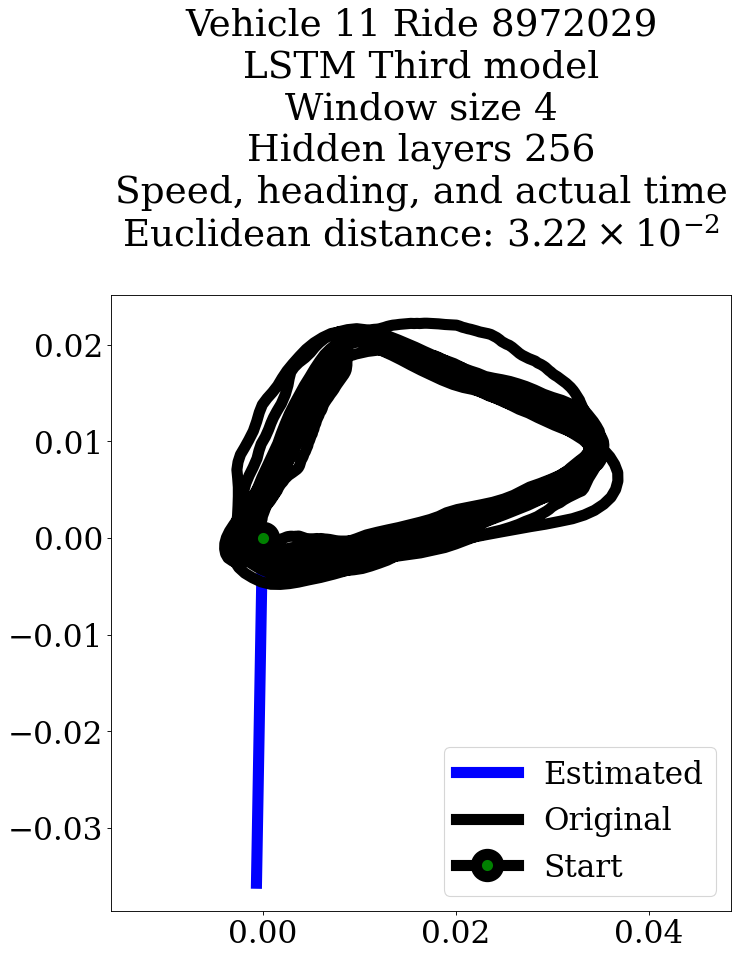 Vehicle 11 Ride 8972029
LSTM Third model
Window size 4
Hidden layers 256
Speed, heading, and actual time
Euclidean distance: 3.22 × 10⁻²
0.02
0.01
0.00
−0.01
−0.02
−0.03
Estimated
Original
Start
0.00 0.02 0.04